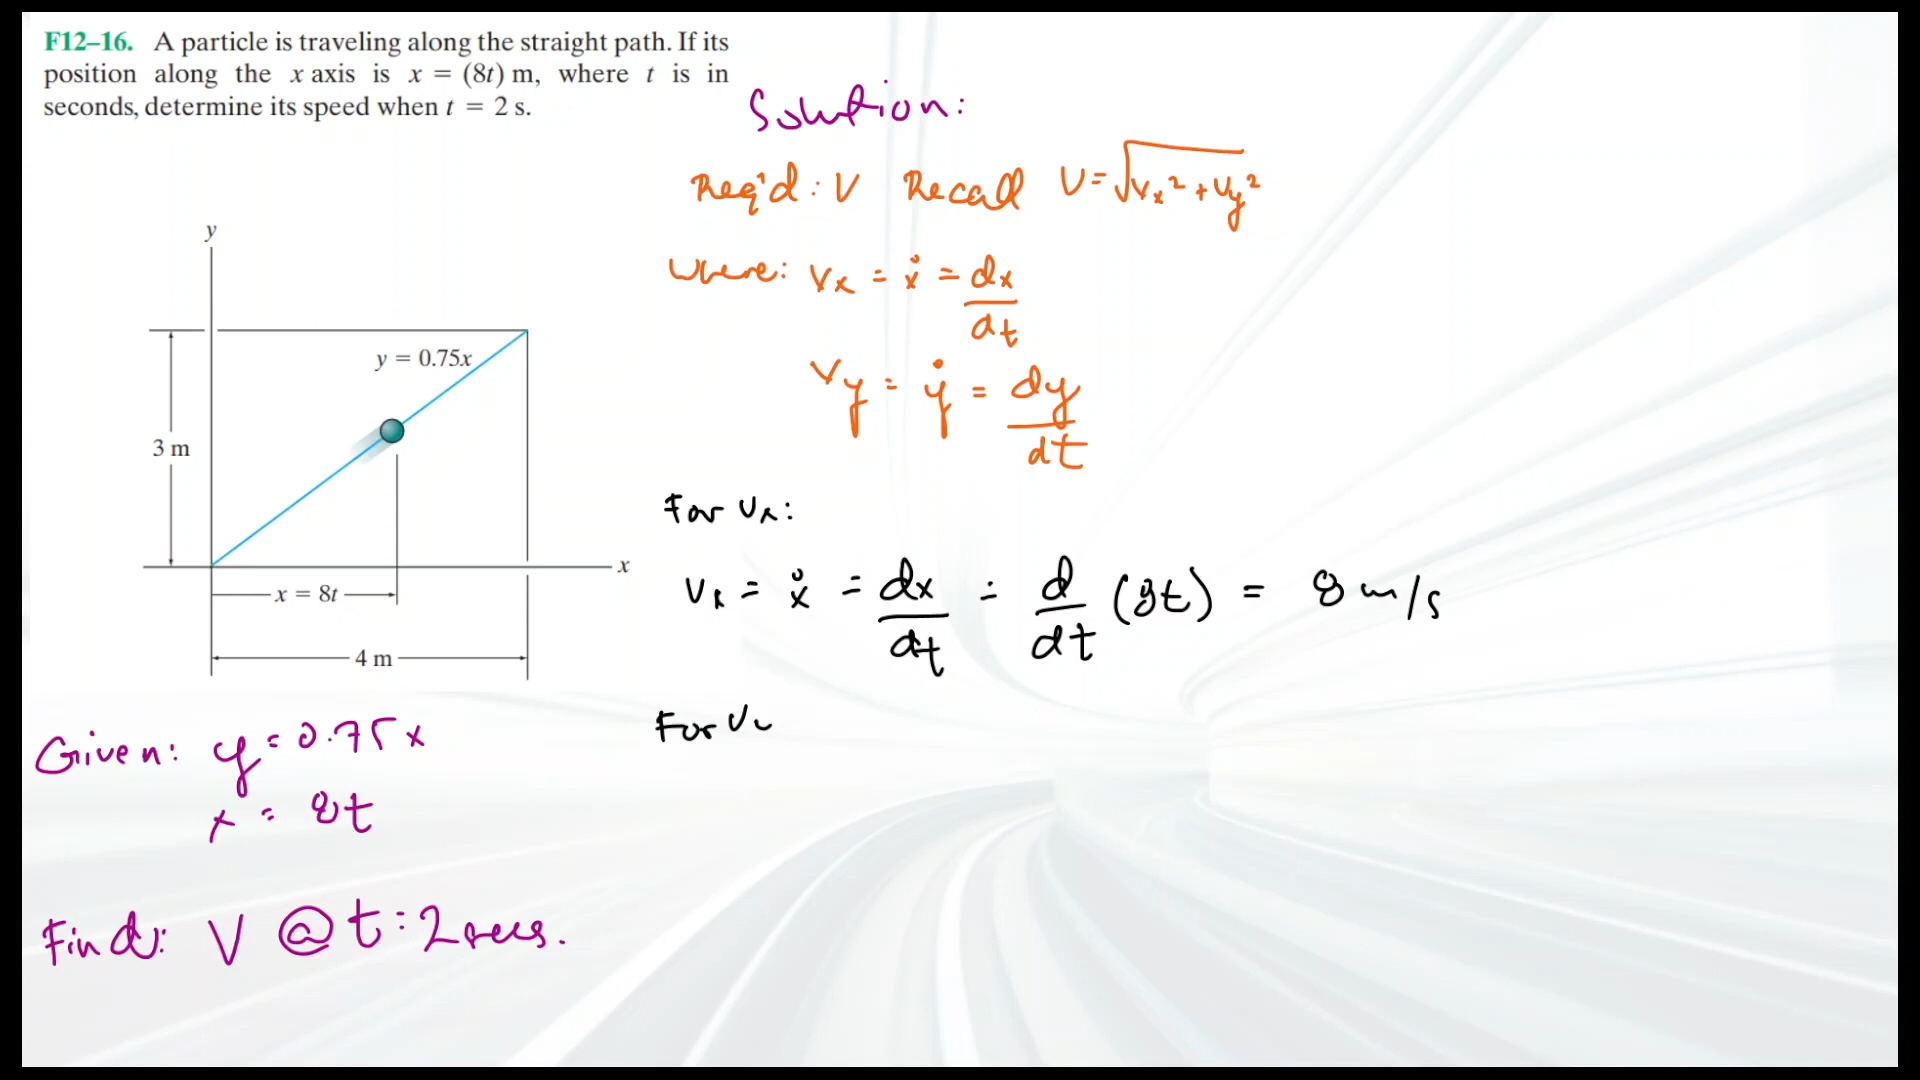 F12–16. A particle is traveling along the straight path. If its
position along the x axis is x = (8t) m, where t is in
seconds, determine its speed when t = 2 s.
Solution:
Req'd: V Recall V = √Vx² + Vy²
where: Vx = ẋ = dx/dt
Vy = ẏ = dy/dt
y
y = 0.75x
3 m
x
x = 8t
4 m
For Vx:
Vx = ẋ = dx/dt = d/dt (8t) = 8 m/s
For
Given: y = 0.75x
x = 8t
Find: V @ t = 2 secs.